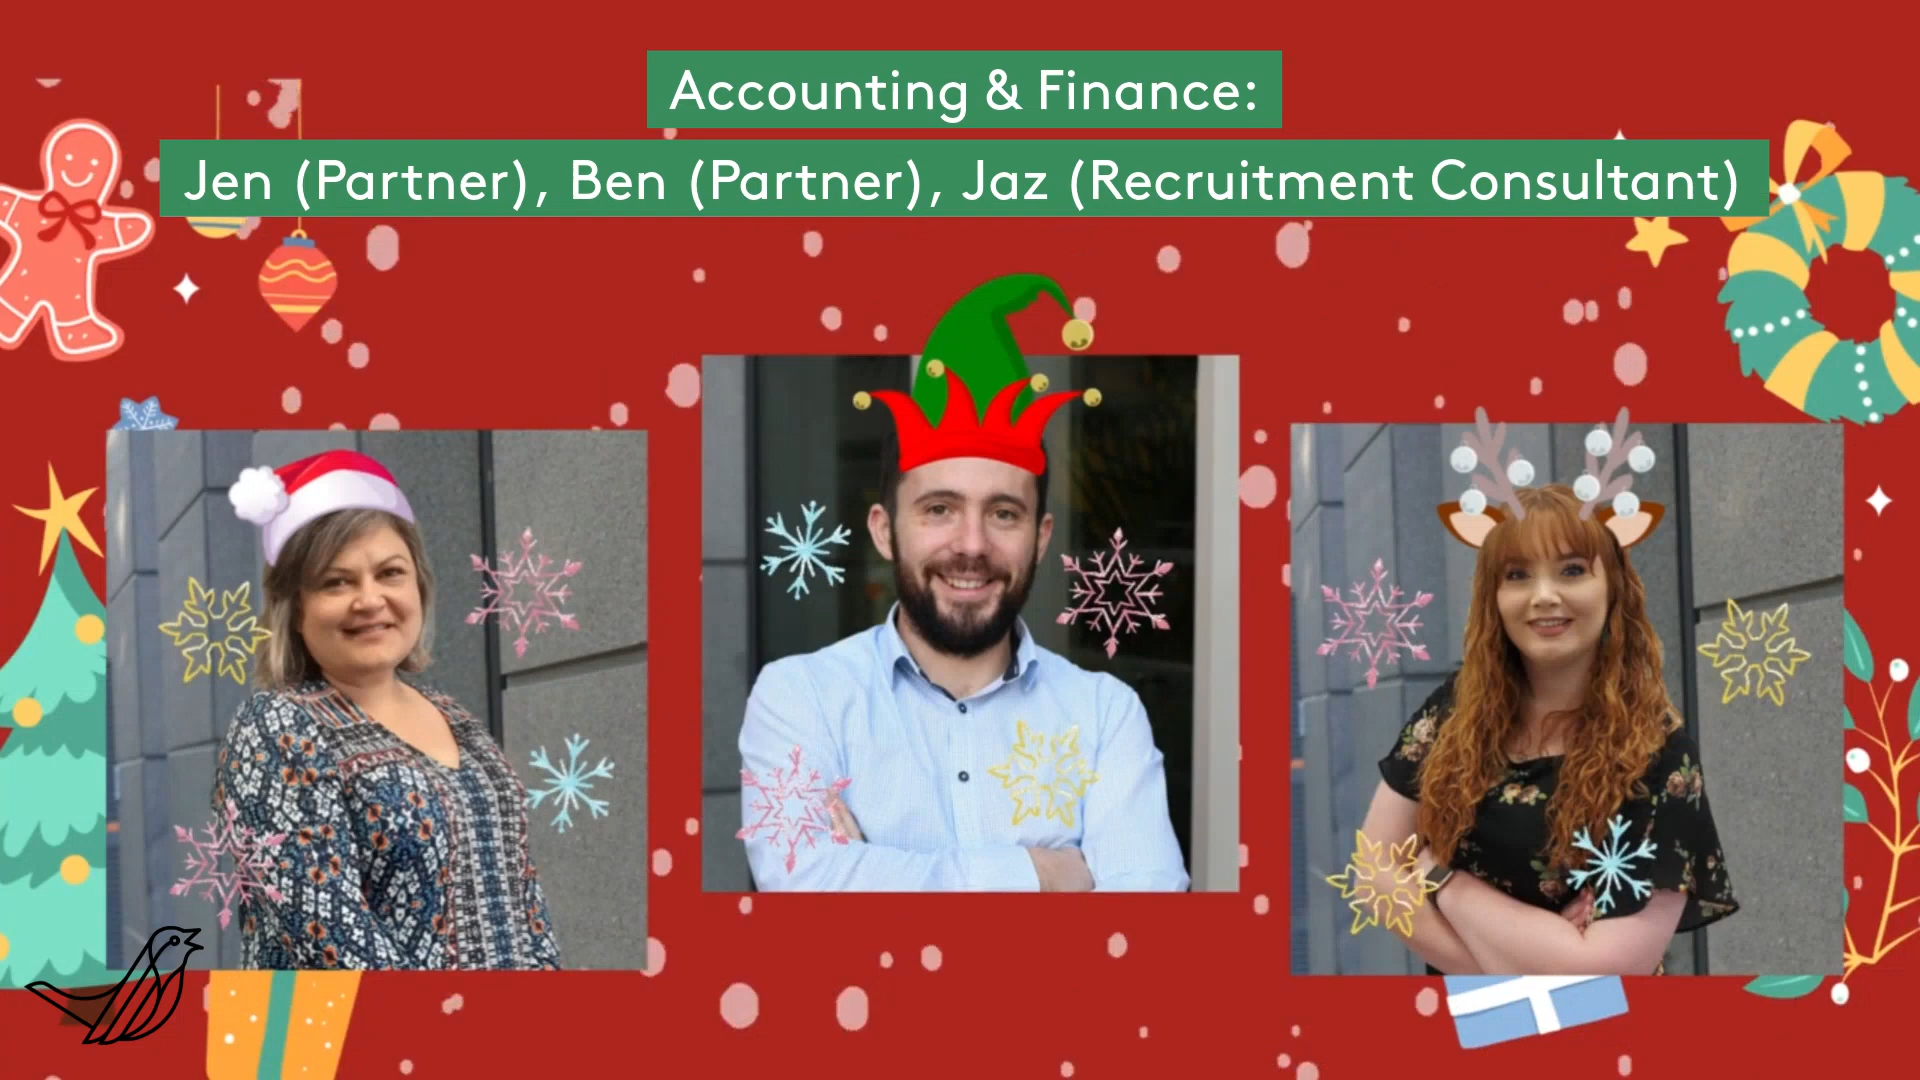 Accounting & Finance:
Jen (Partner), Ben (Partner), Jaz (Recruitment Consultant)